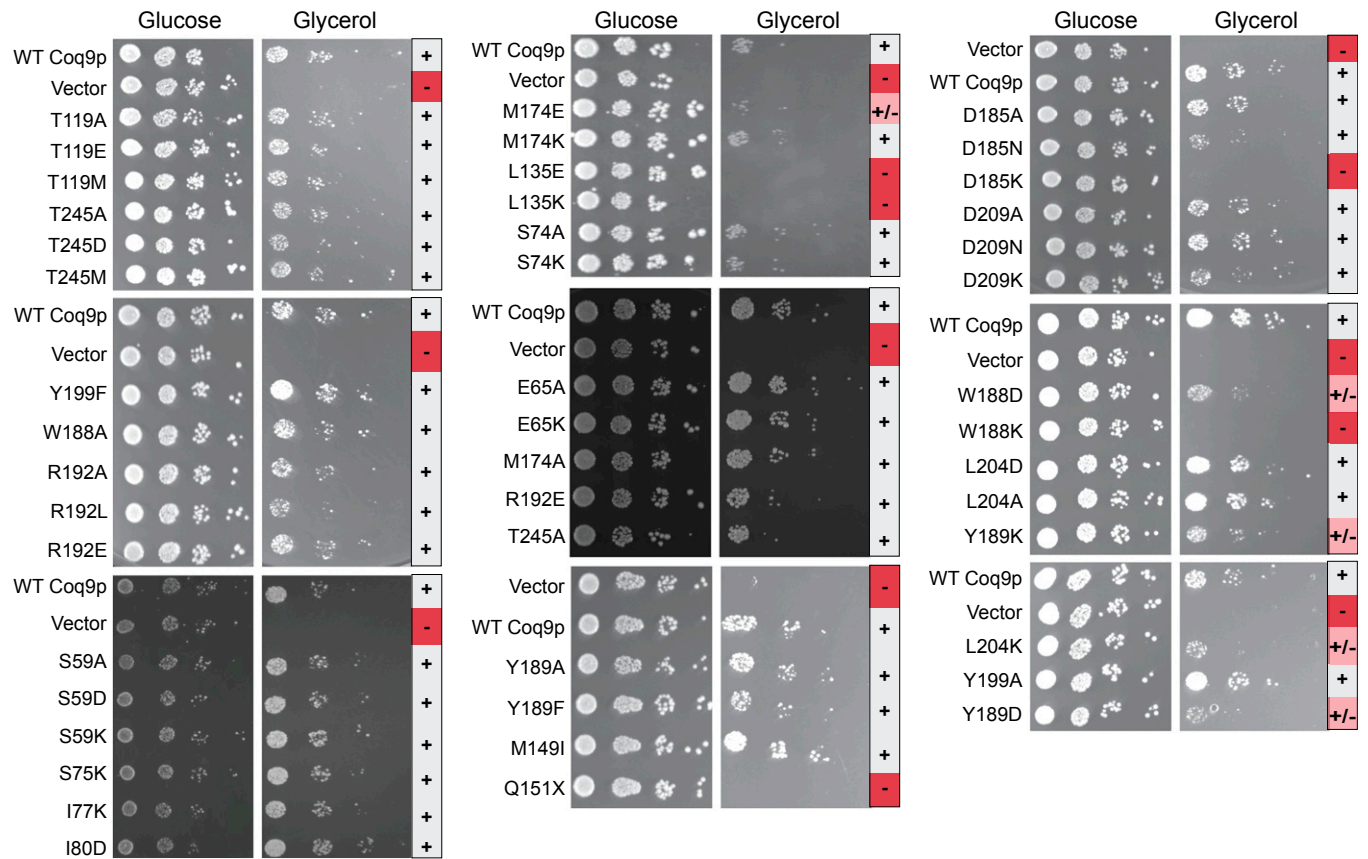 Glucose Glycerol
WT Coq9p +
Vector -
T119A +
T119E +
T119M +
T245A +
T245D +
T245M +
WT Coq9p +
Vector -
Y199F +
W188A +
R192A +
R192L +
R192E +
WT Coq9p +
Vector -
S59A +
S59D +
S59K +
S75K +
I77K +
I80D +
Glucose Glycerol
WT Coq9p +
Vector -
M174E +/-
M174K +
L135E -
L135K -
S74A +
S74K +
WT Coq9p +
Vector -
E65A +
E65K +
M174A +
R192E +
T245A +
Vector -
WT Coq9p +
Y189A +
Y189F +
M149I +
Q151X -
Glucose Glycerol
Vector -
WT Coq9p +
D185A +
D185N +
D185K -
D209A +
D209N +
D209K +
WT Coq9p +
Vector -
W188D +/-
W188K -
L204D +
L204A +
Y189K +/-
WT Coq9p +
Vector -
L204K +/-
Y199A +
Y189D +/-